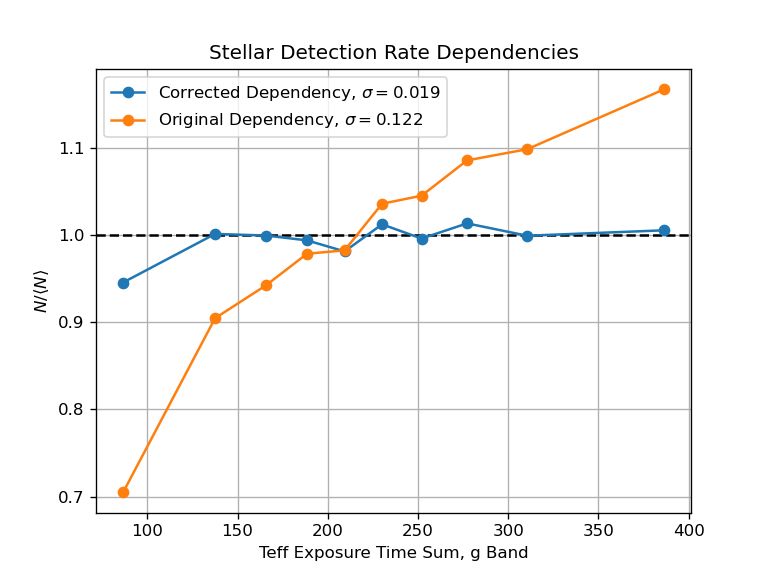 Stellar Detection Rate Dependencies
Corrected Dependency, σ = 0.019
Original Dependency, σ = 0.122
N/⟨N⟩
1.1
1.0
0.9
0.8
0.7
100 150 200 250 300 350 400
Teff Exposure Time Sum, g Band